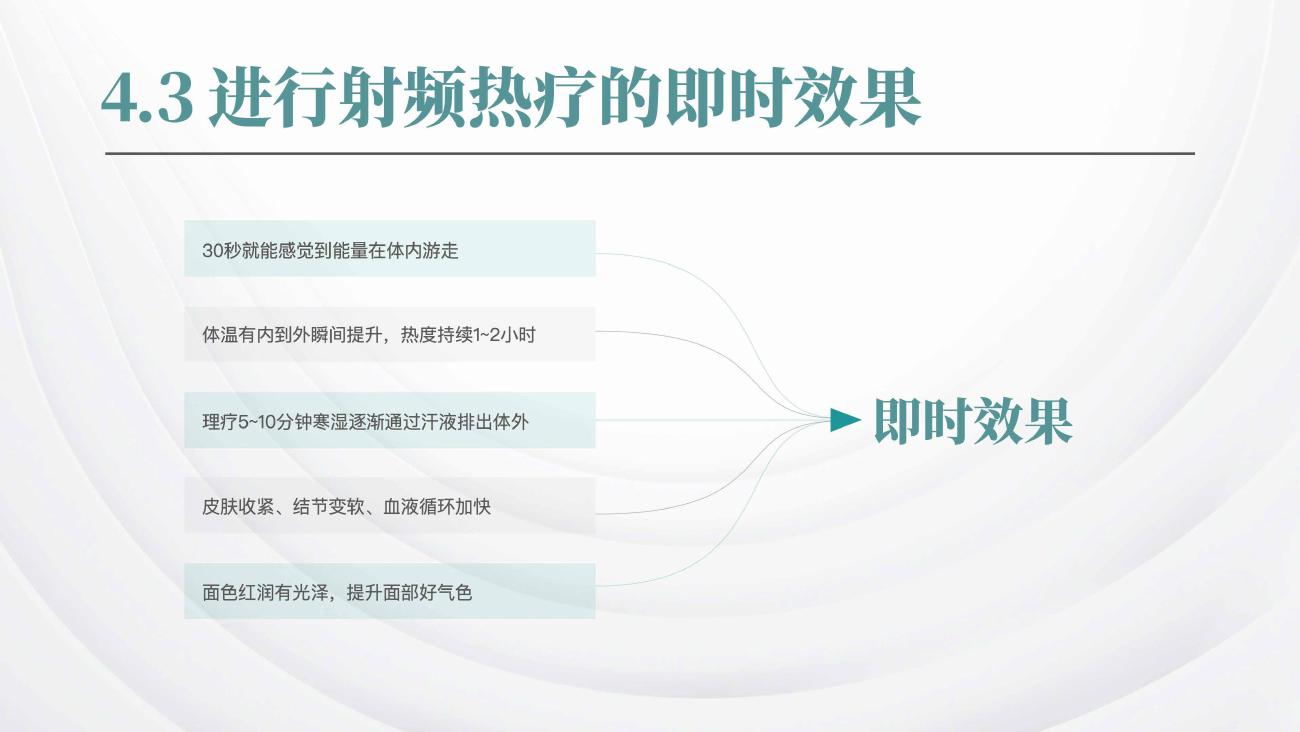 4.3 进行射频热疗的即时效果
30秒就能感觉到能量在体内游走
体温有内到外瞬间提升，热度持续1~2小时
理疗5~10分钟寒湿逐渐通过汗液排出体外
皮肤收紧、结节变软、血液循环加快
面色红润有光泽，提升面部好气色
即时效果